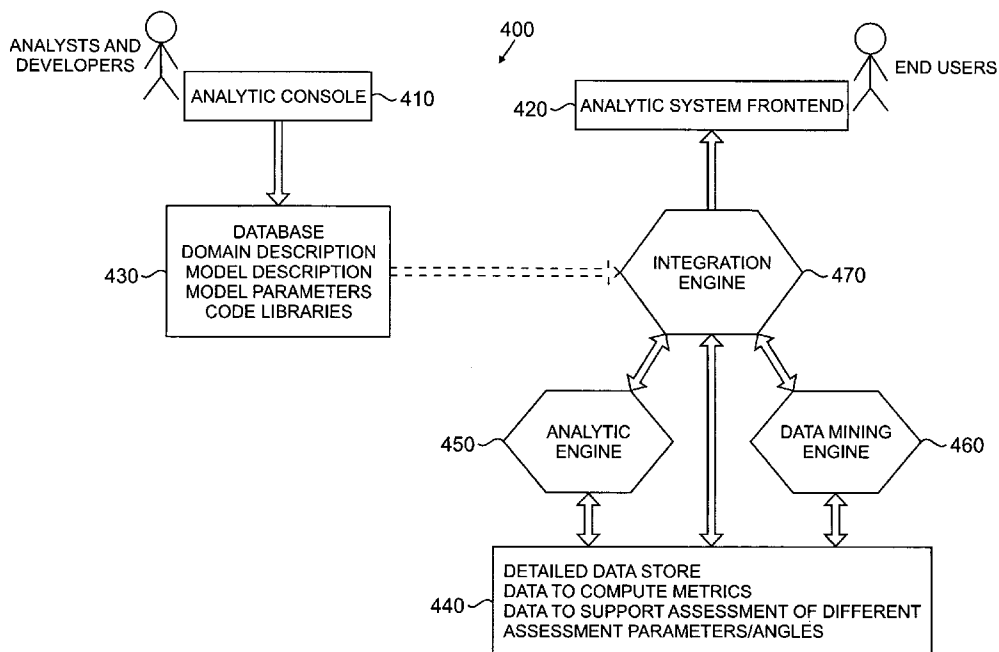 ANALYSTS AND
DEVELOPERS
400
END USERS
ANALYTIC CONSOLE
410
420
ANALYTIC SYSTEM FRONTEND
430
DATABASE
DOMAIN DESCRIPTION
MODEL DESCRIPTION
MODEL PARAMETERS
CODE LIBRARIES
INTEGRATION
ENGINE
470
450
ANALYTIC
ENGINE
DATA MINING
ENGINE
460
440
DETAILED DATA STORE
DATA TO COMPUTE METRICS
DATA TO SUPPORT ASSESSMENT OF DIFFERENT
ASSESSMENT PARAMETERS/ANGLES